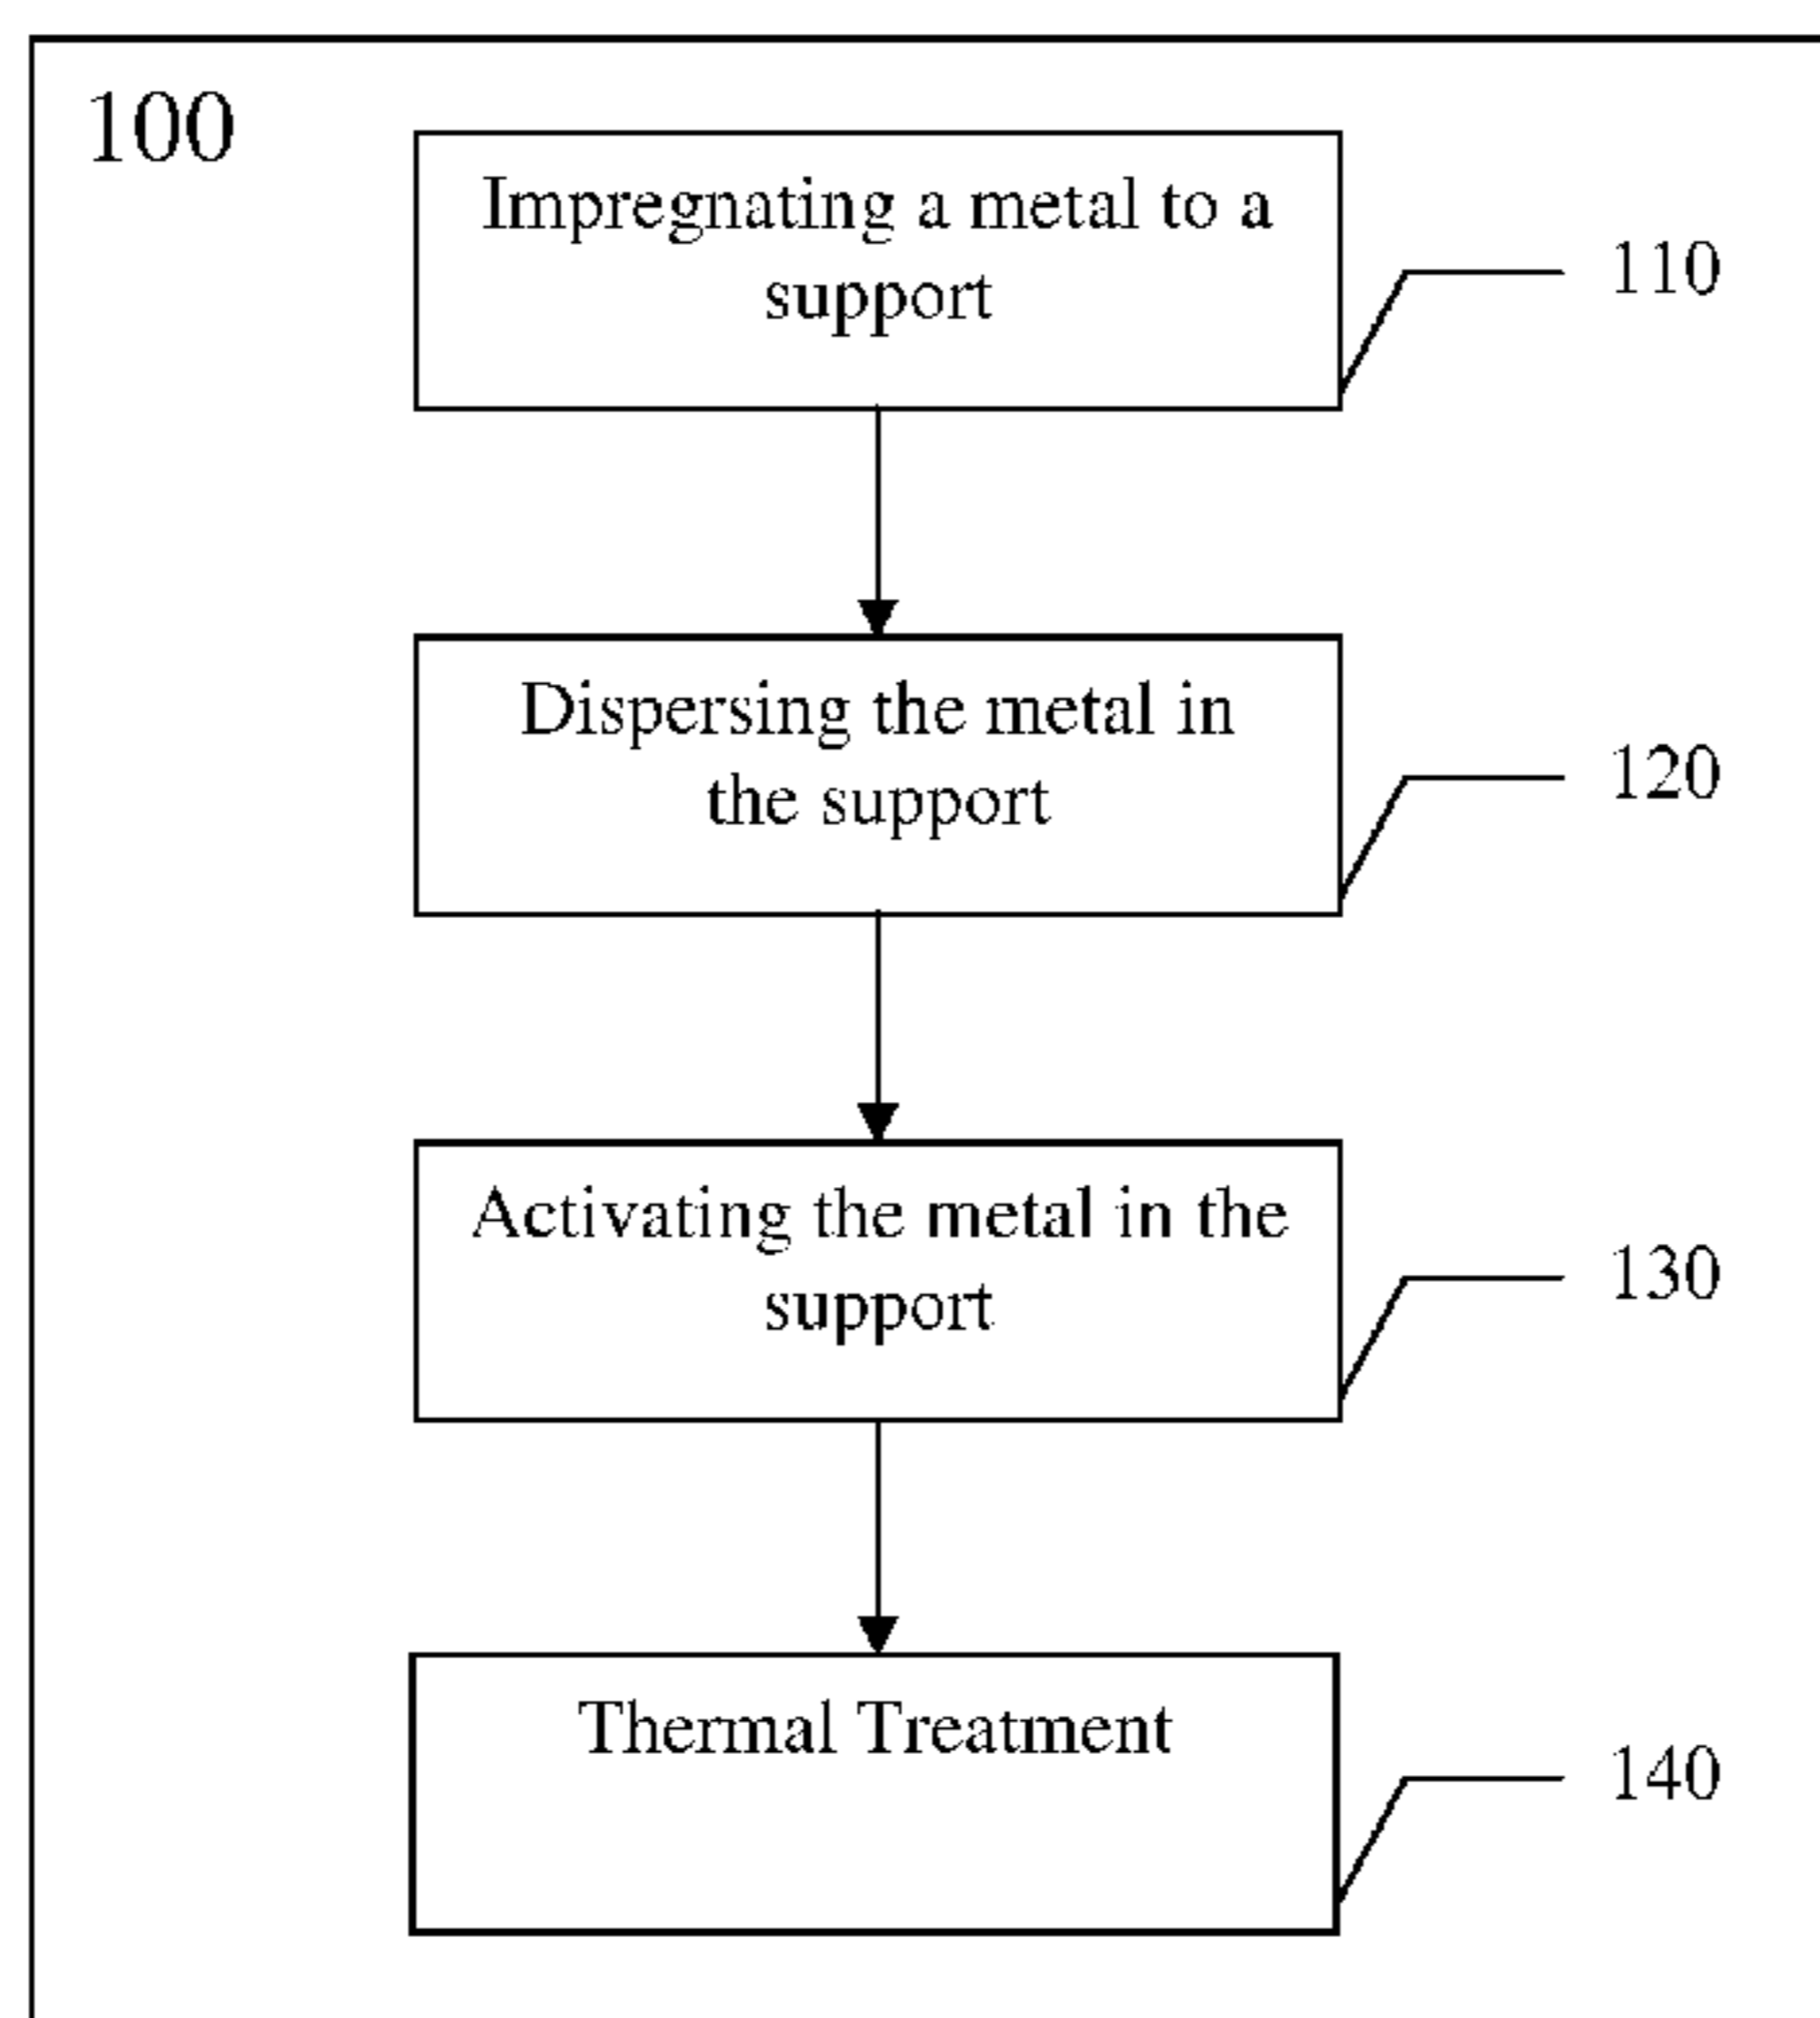 100
Impregnating a metal to a
support
110
Dispersing the metal in
the support
120
Activating the metal in the
support
130
Thermal Treatment
140